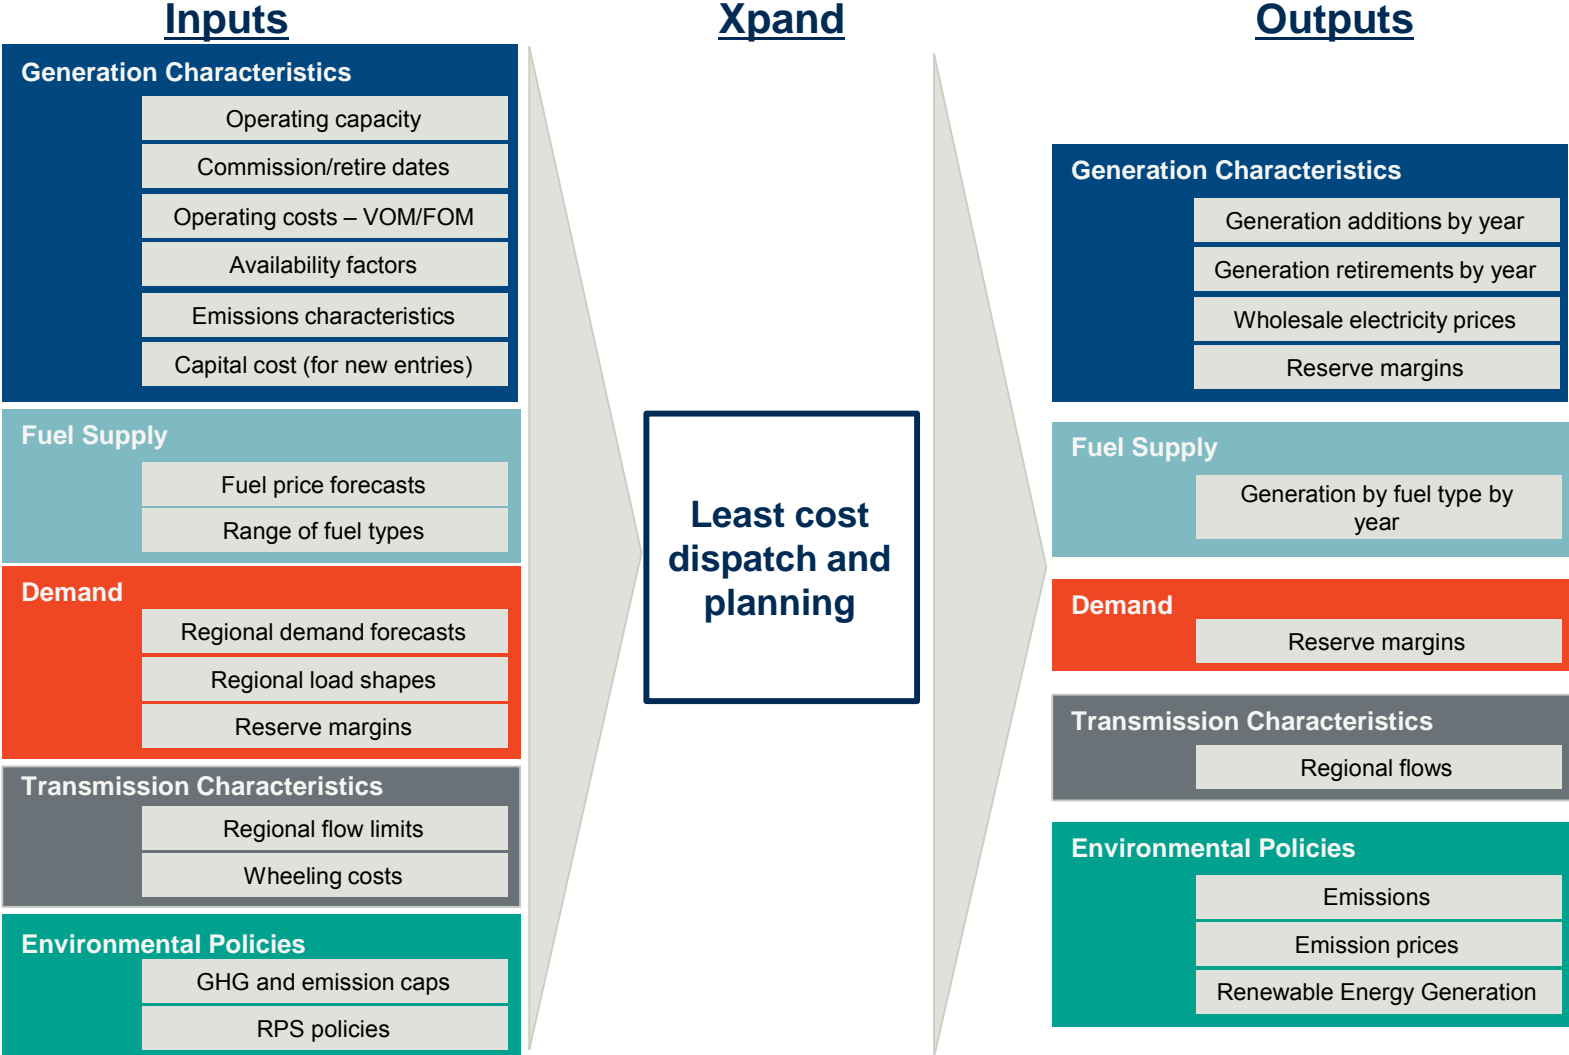 Inputs
Xpand
Outputs
Generation Characteristics
Operating capacity
Commission/retire dates
Operating costs – VOM/FOM
Availability factors
Emissions characteristics
Capital cost (for new entries)
Fuel Supply
Fuel price forecasts
Range of fuel types
Demand
Regional demand forecasts
Regional load shapes
Reserve margins
Transmission Characteristics
Regional flow limits
Wheeling costs
Environmental Policies
GHG and emission caps
RPS policies
Least cost
dispatch and
planning
Generation Characteristics
Generation additions by year
Generation retirements by year
Wholesale electricity prices
Reserve margins
Fuel Supply
Generation by fuel type by
year
Demand
Reserve margins
Transmission Characteristics
Regional flows
Environmental Policies
Emissions
Emission prices
Renewable Energy Generation